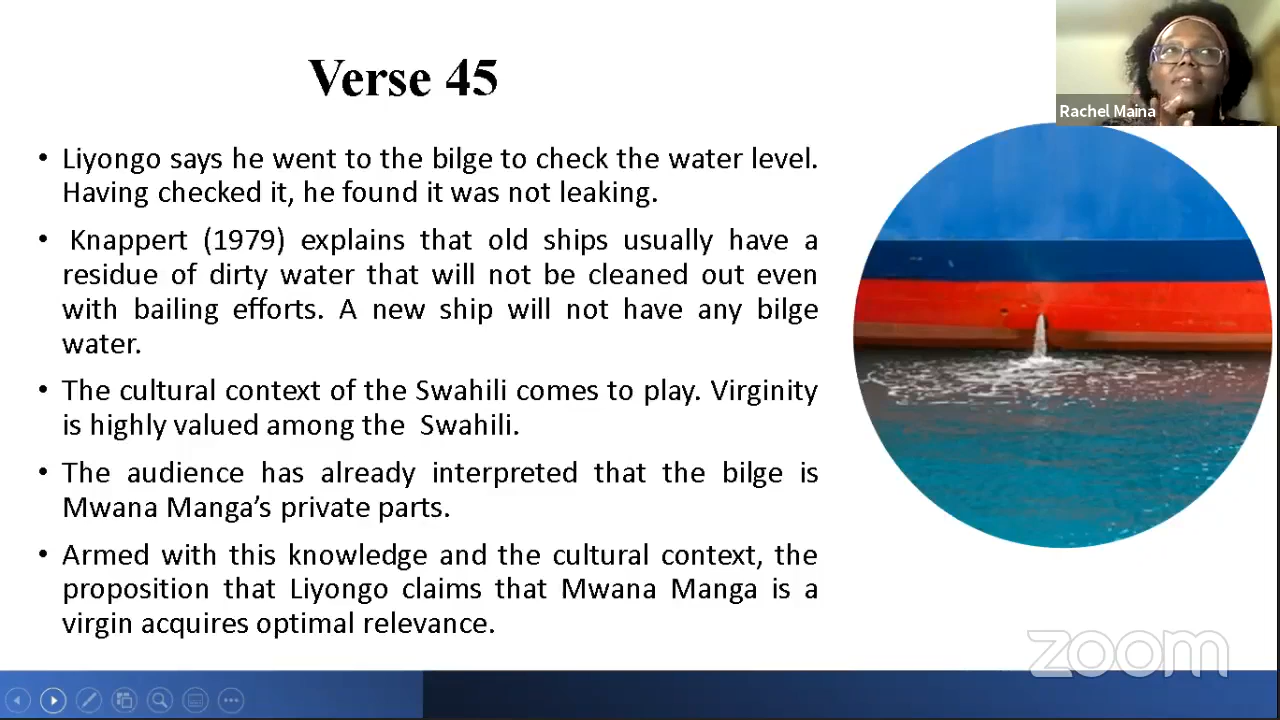 Verse 45
Rachel Maina
• Liyongo says he went to the bilge to check the water level.
Having checked it, he found it was not leaking.
• Knappert (1979) explains that old ships usually have a
residue of dirty water that will not be cleaned out even
with bailing efforts. A new ship will not have any bilge
water.
• The cultural context of the Swahili comes to play. Virginity
is highly valued among the Swahili.
• The audience has already interpreted that the bilge is
Mwana Manga’s private parts.
• Armed with this knowledge and the cultural context, the
proposition that Liyongo claims that Mwana Manga is a
virgin acquires optimal relevance.
zoom